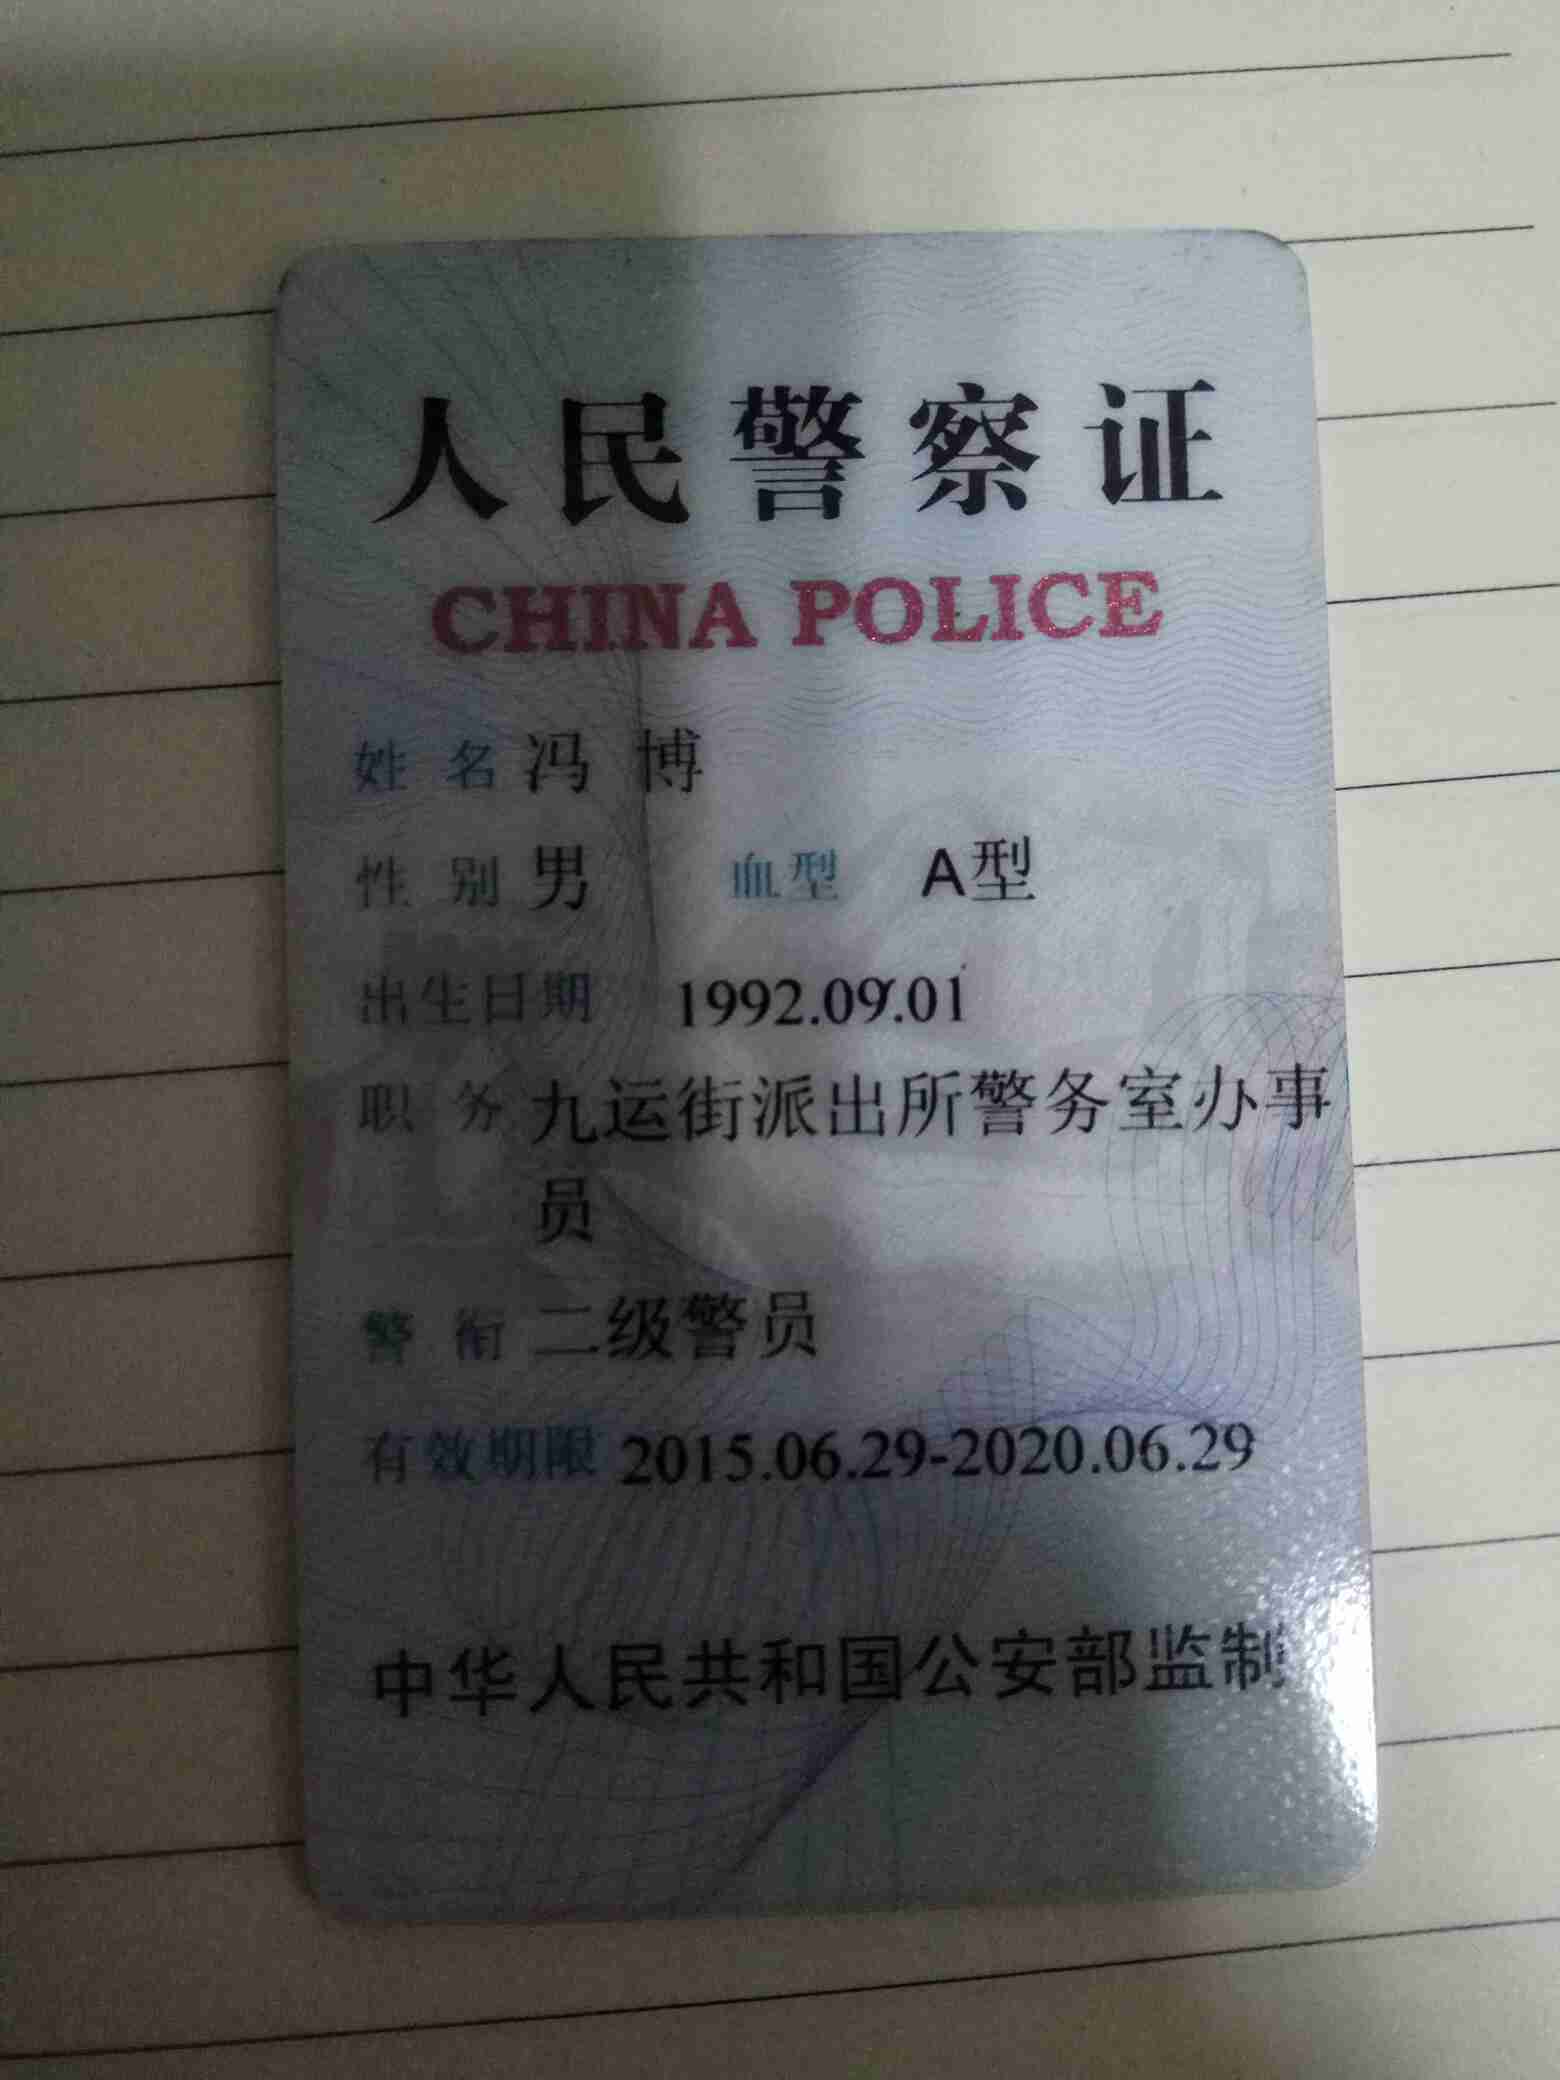 人民警察证
CHINA POLICE
姓 名 冯 博
性 别 男 血型 A型
出生日期 1992.09.01
职 务 九运街派出所警务室办事
员
警 衔 二级警员
有效期限 2015.06.29-2020.06.29
中华人民共和国公安部监制